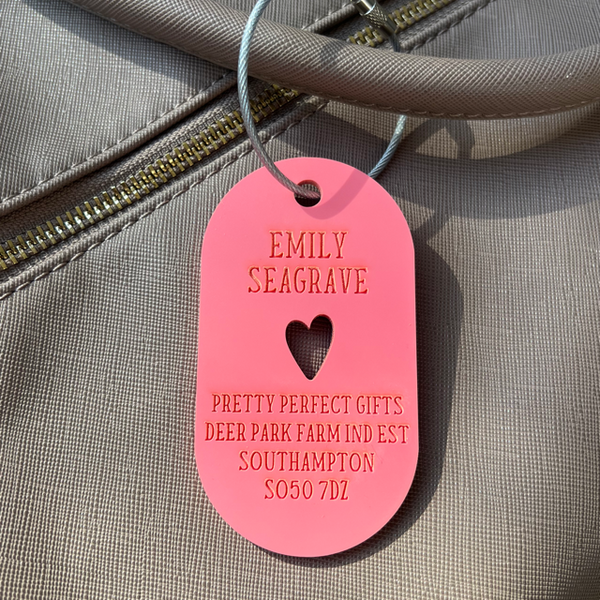 EMILY
SEAGRAVE
PRETTY PERFECT GIFTS
DEER PARK FARM IND EST
SOUTHAMPTON
SO50 7DZ